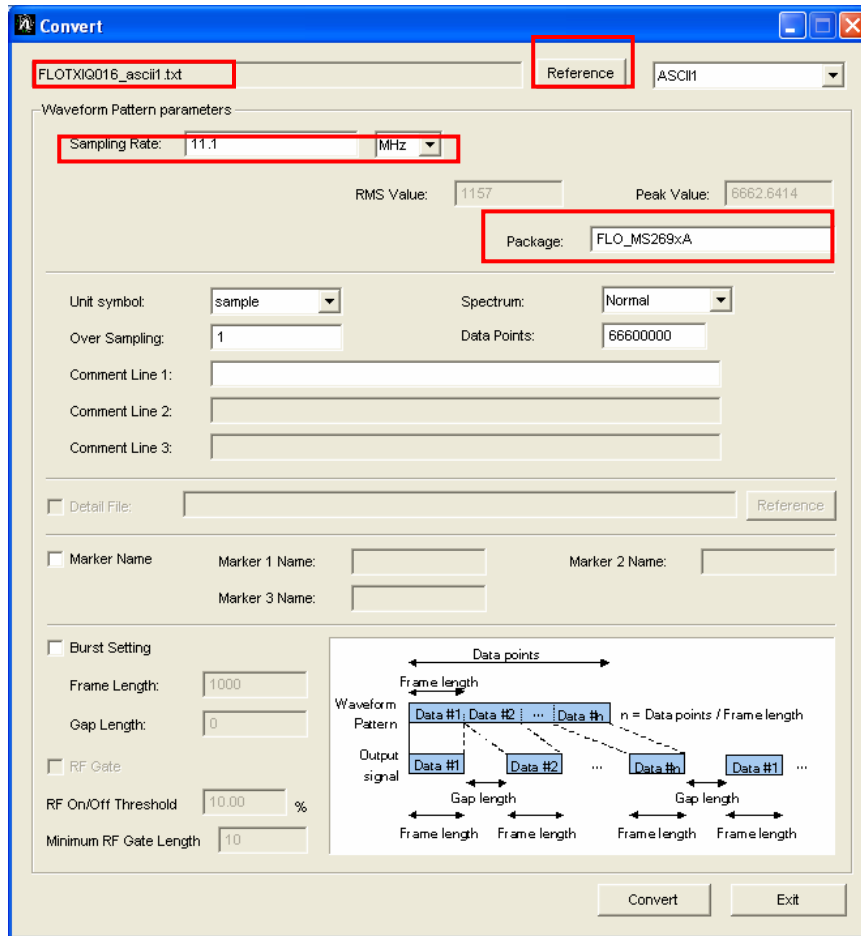 Convert
FLOTXIQ016_ascii1.txt Reference ASCII1
Waveform Pattern parameters
Sampling Rate: 11.1 MHz
RMS Value: 1157 Peak Value: 6662.6414
Package: FLO_MS269xA
Unit symbol: sample Spectrum: Normal
Over Sampling: 1 Data Points: 66600000
Comment Line 1:
Comment Line 2:
Comment Line 3:
Detail File: Reference
Marker Name Marker 1 Name: Marker 2 Name:
Marker 3 Name:
Burst Setting
Frame Length: 1000
Gap Length: 0
RF Gate
RF On/Off Threshold 10.00 %
Minimum RF Gate Length 10
Data points
Frame length
Waveform Pattern Data #1 Data #2 ... Data #n n = Data points / Frame length
Output signal Data #1 Data #2 ... Data #n Data #1 ...
Gap length Gap length
Frame length Frame length Frame length Frame length
Convert Exit